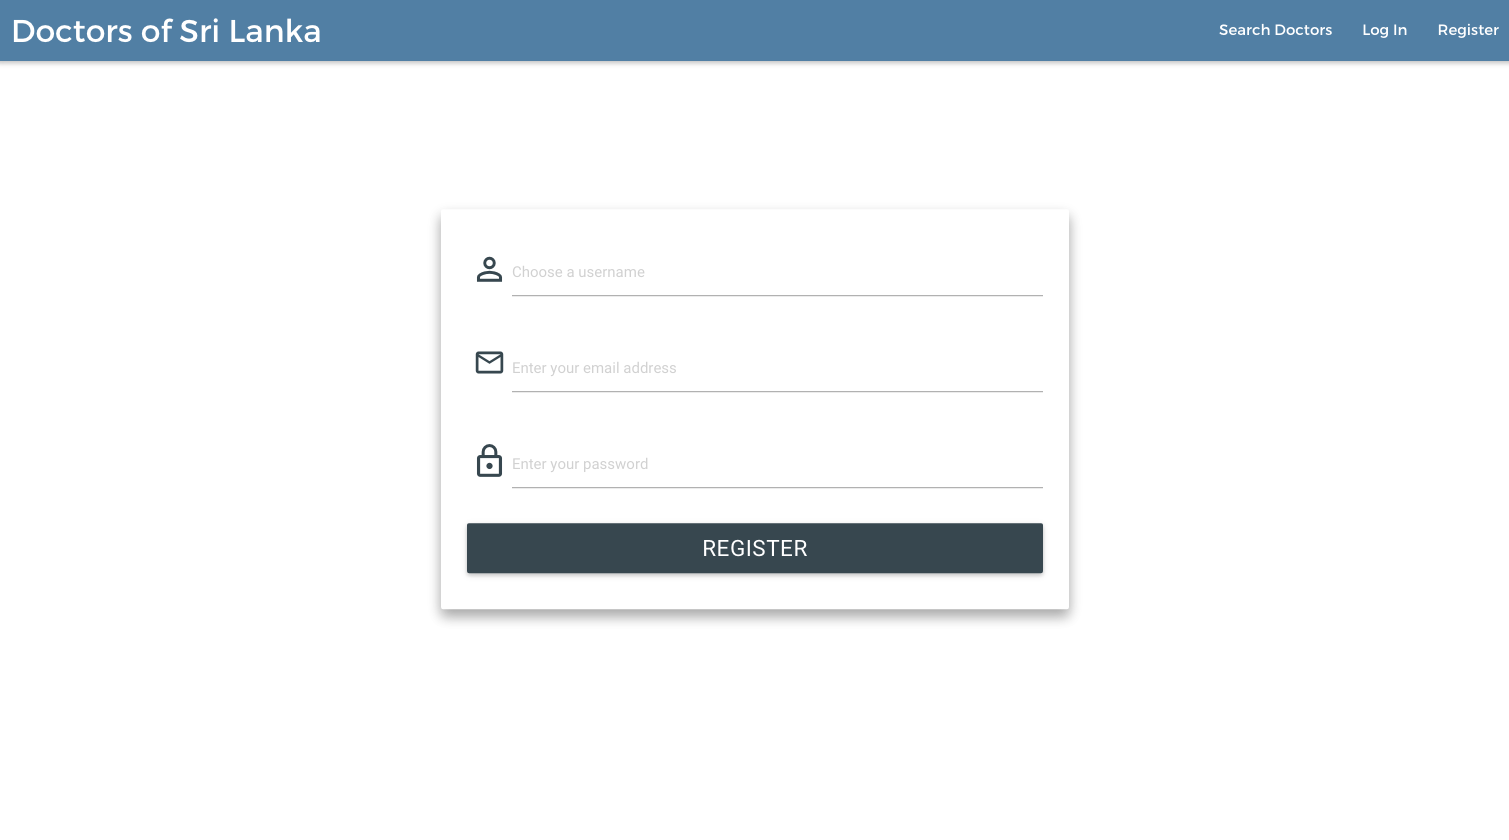 Doctors of Sri Lanka
Search Doctors Log In Register
Choose a username
Enter your email address
Enter your password
REGISTER